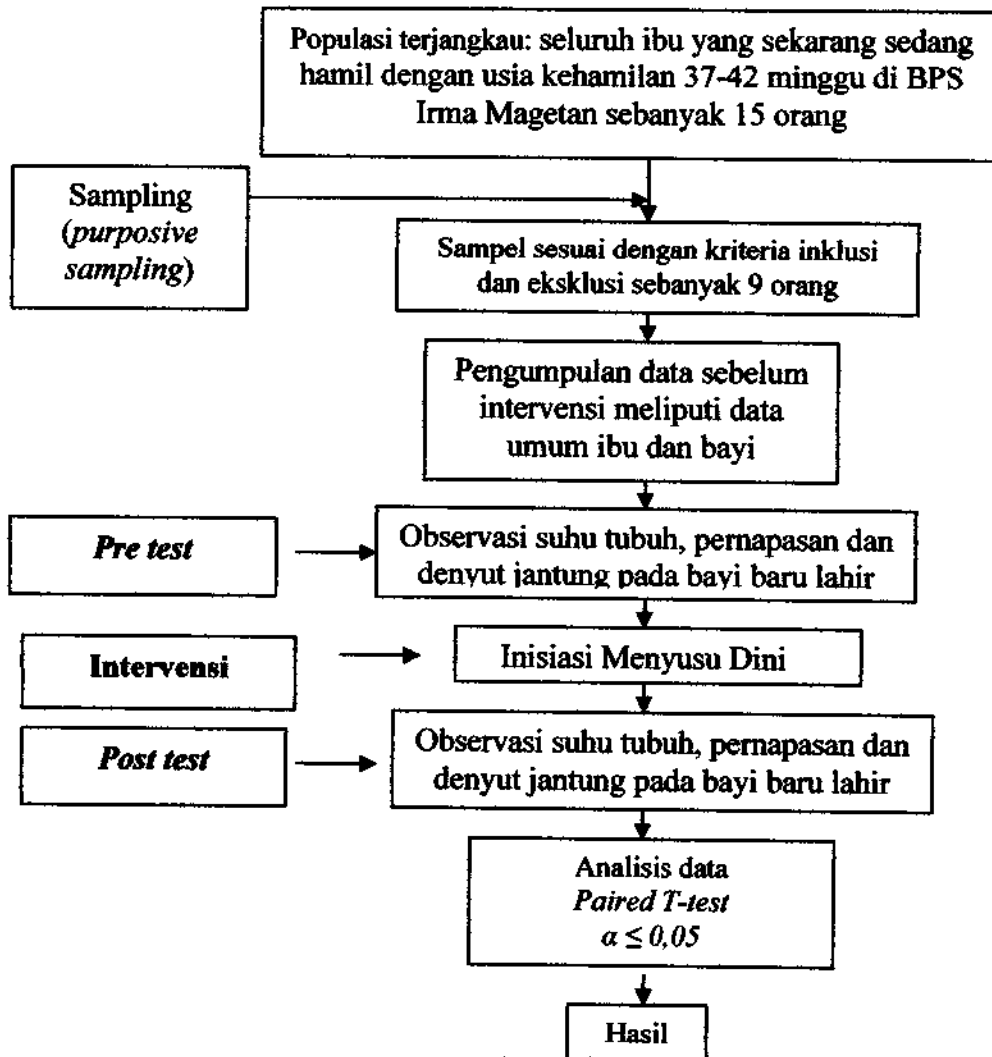 Populasi terjangkau: seluruh ibu yang sekarang sedang
hamil dengan usia kehamilan 37-42 minggu di BPS
Irma Magetan sebanyak 15 orang
Sampling
(purposive
sampling)
Sampel sesuai dengan kriteria inklusi
dan eksklusi sebanyak 9 orang
Pengumpulan data sebelum
intervensi meliputi data
umum ibu dan bayi
Pre test
Observasi suhu tubuh, pernapasan dan
denyut jantung pada bayi baru lahir
Intervensi
Inisiasi Menyusu Dini
Post test
Observasi suhu tubuh, pernapasan dan
denyut jantung pada bayi baru lahir
Analisis data
Paired T-test
α ≤ 0,05
Hasil